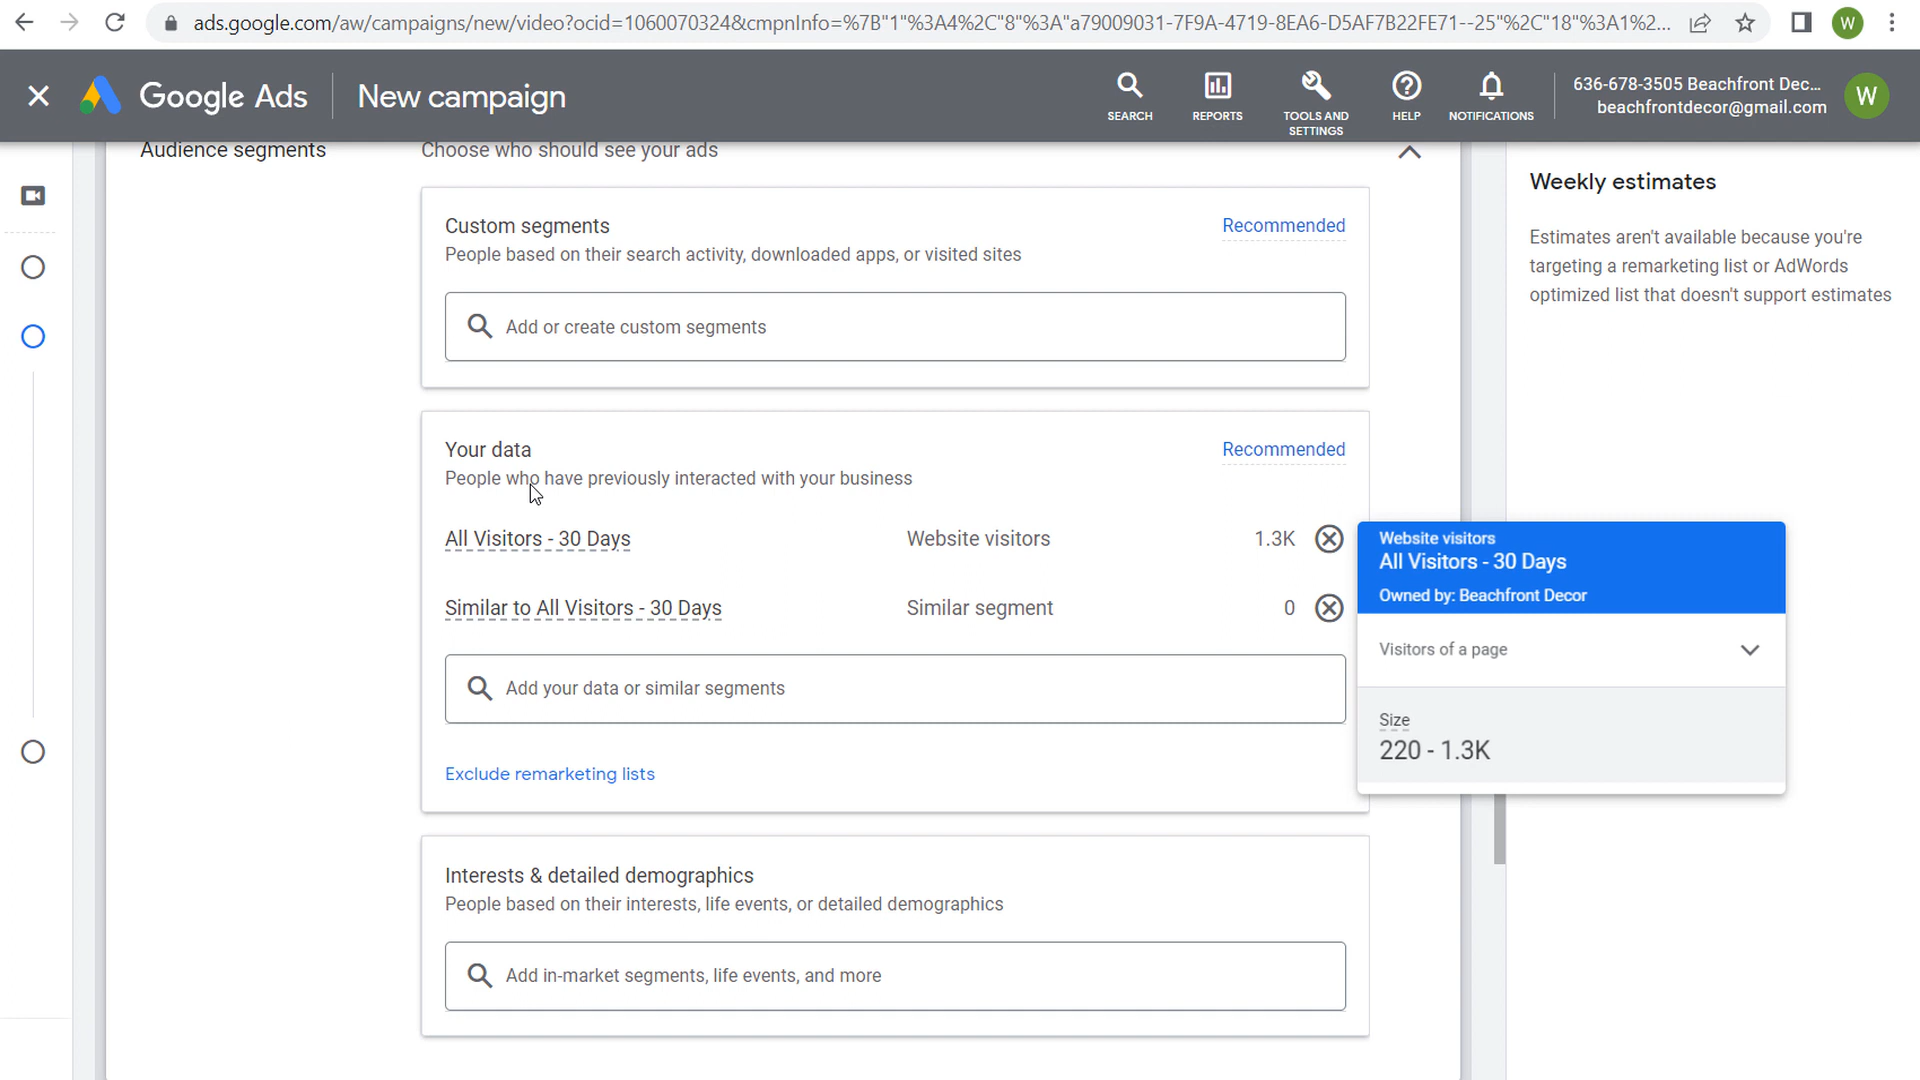 ads.google.com/aw/campaigns/new/video?ocid=1060070324&cmpnInfo=%7B"1"%3A4%2C"8"%3A"a79009031-7F9A-4719-8EA6-D5AF7B22FE71--25"%2C"18"%3A1%2...
W
Google Ads
New campaign
SEARCH
REPORTS
TOOLS AND
SETTINGS
HELP
NOTIFICATIONS
636-678-3505 Beachfront Dec...
beachfrontdecor@gmail.com
W
Audience segments
Choose who should see your ads
Custom segments
Recommended
People based on their search activity, downloaded apps, or visited sites
Add or create custom segments
Your data
Recommended
People who have previously interacted with your business
All Visitors - 30 Days
Website visitors
1.3K
Similar to All Visitors - 30 Days
Similar segment
0
Add your data or similar segments
Exclude remarketing lists
Interests & detailed demographics
People based on their interests, life events, or detailed demographics
Add in-market segments, life events, and more
Weekly estimates
Estimates aren't available because you're
targeting a remarketing list or AdWords
optimized list that doesn't support estimates
Website visitors
All Visitors - 30 Days
Owned by: Beachfront Decor
Visitors of a page
Size
220 - 1.3K